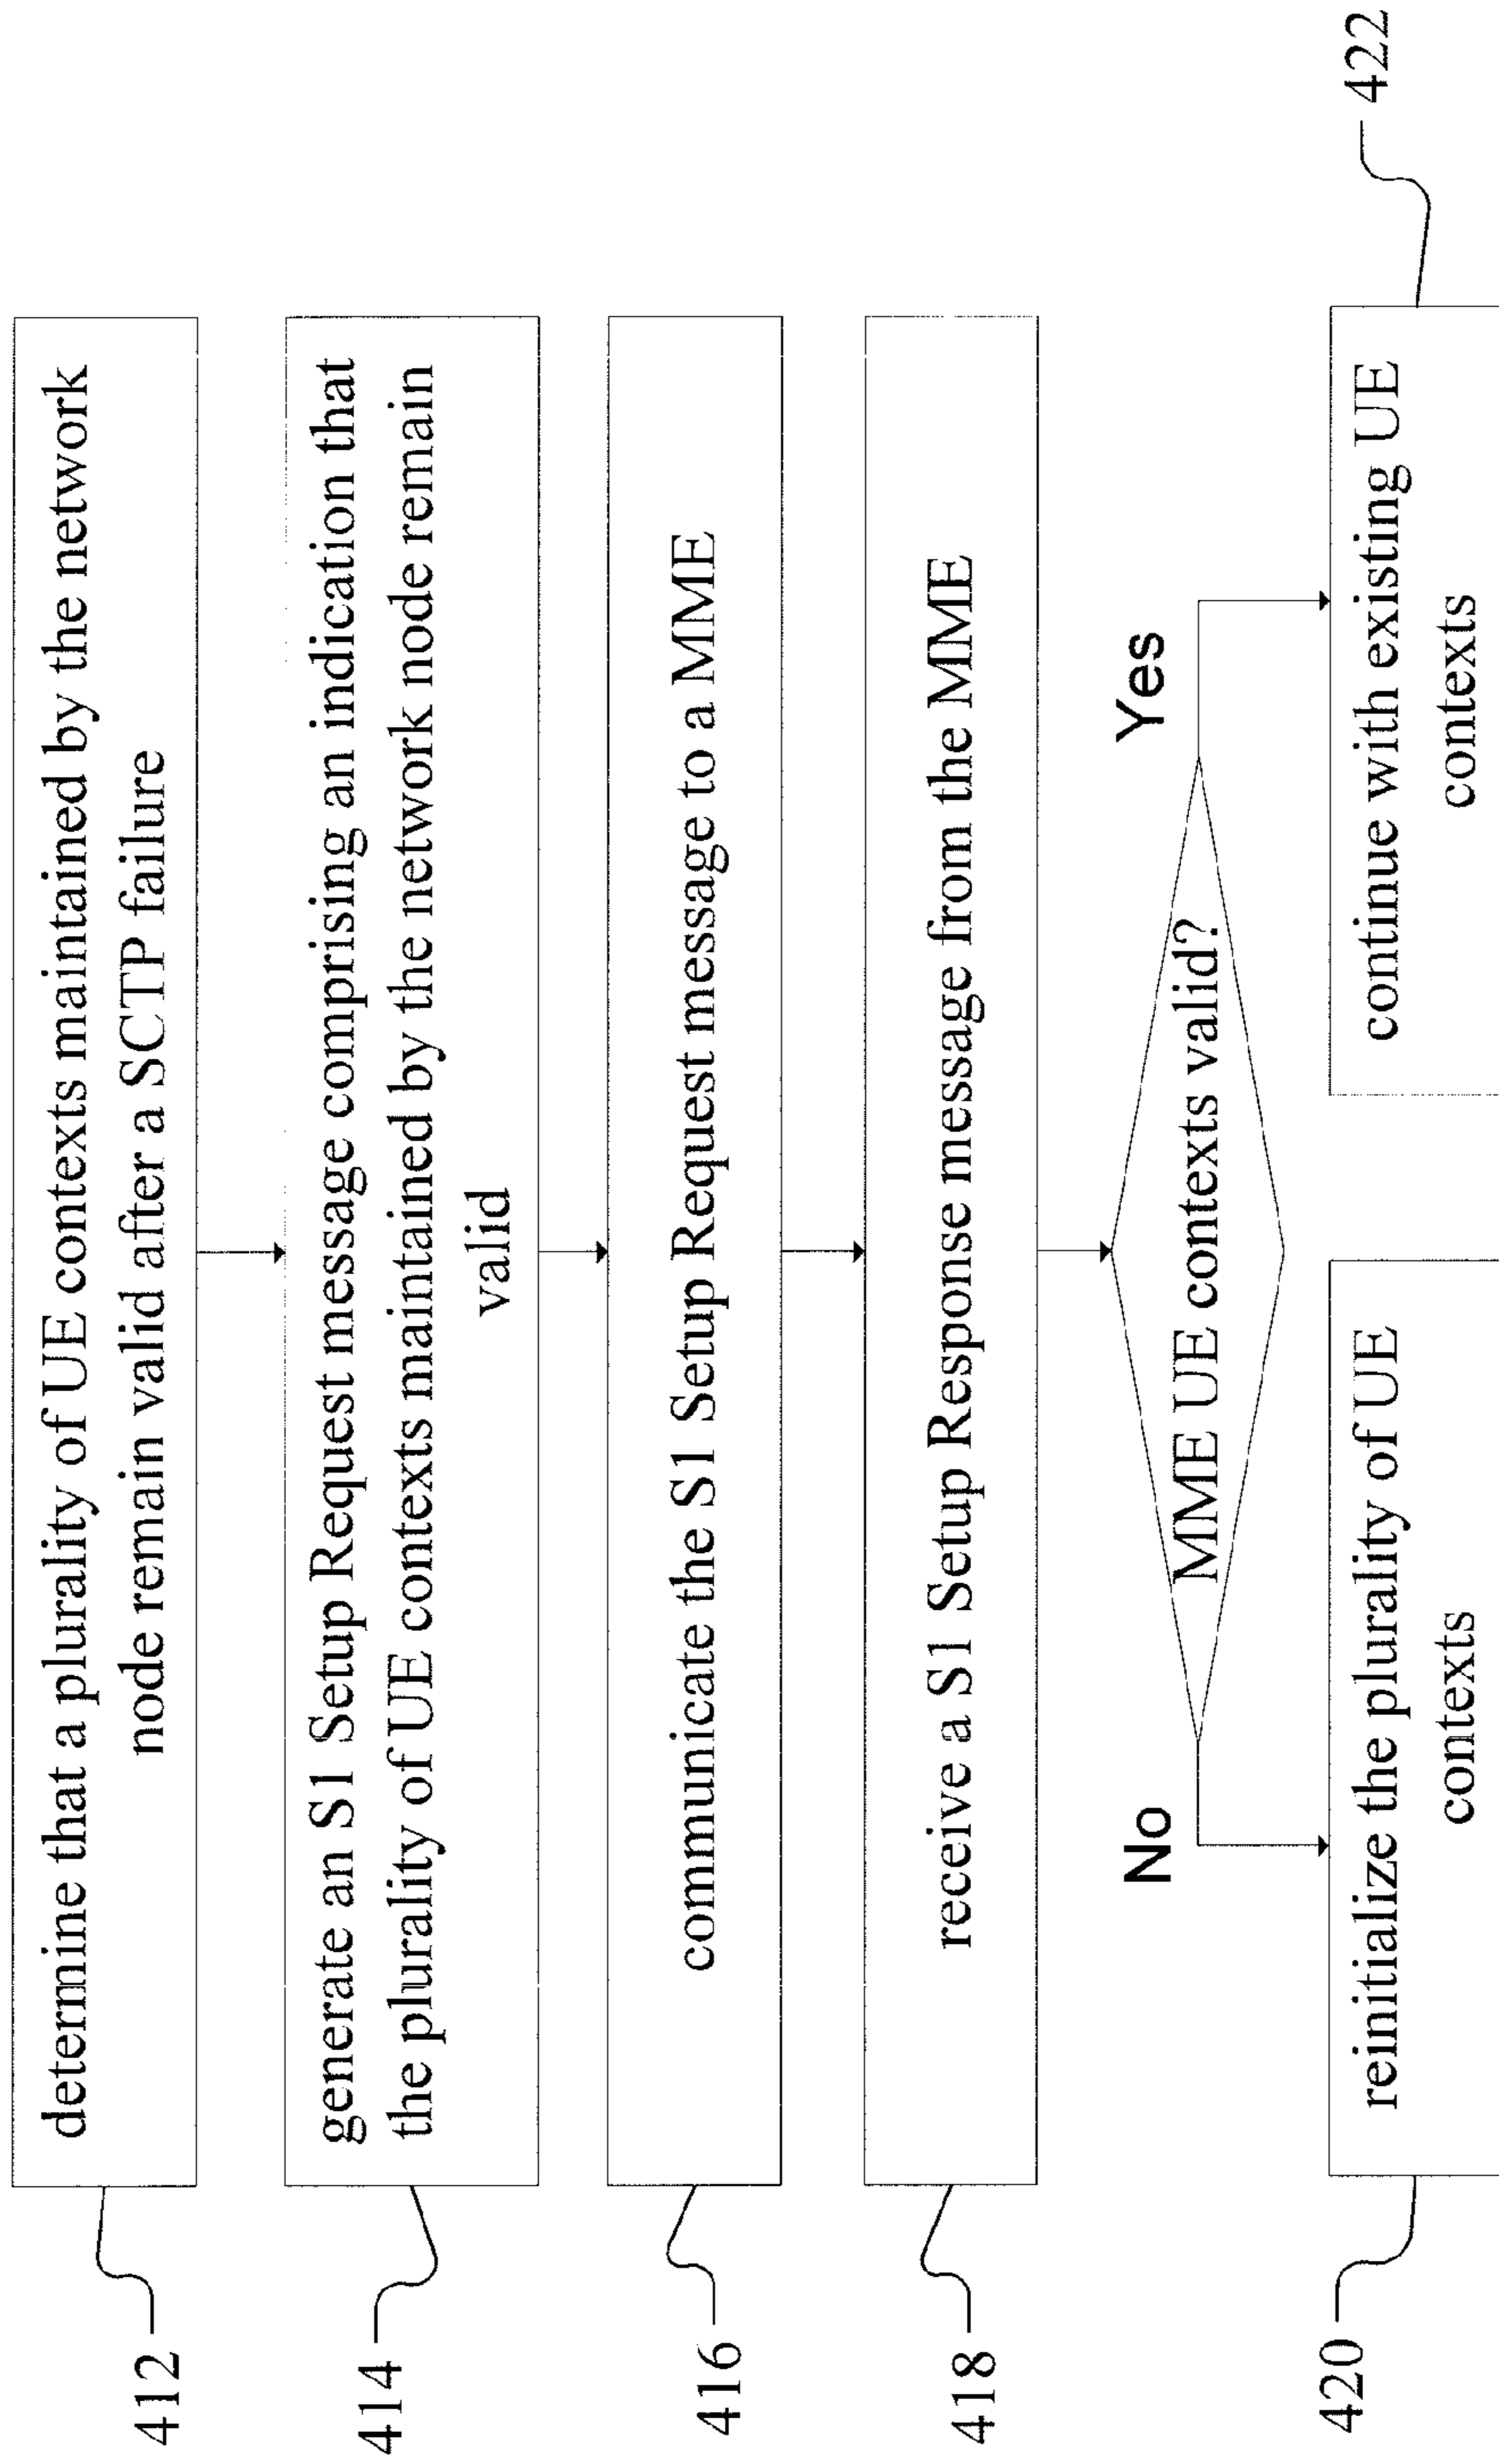 412
determine that a plurality of UE contexts maintained by the network
node remain valid after a SCTP failure
414
generate an S1 Setup Request message comprising an indication that
the plurality of UE contexts maintained by the network node remain
valid
416
communicate the S1 Setup Request message to a MME
418
receive a S1 Setup Response message from the MME
No
MME UE contexts valid?
Yes
420
reinitialize the plurality of UE
contexts
continue with existing UE
contexts
422